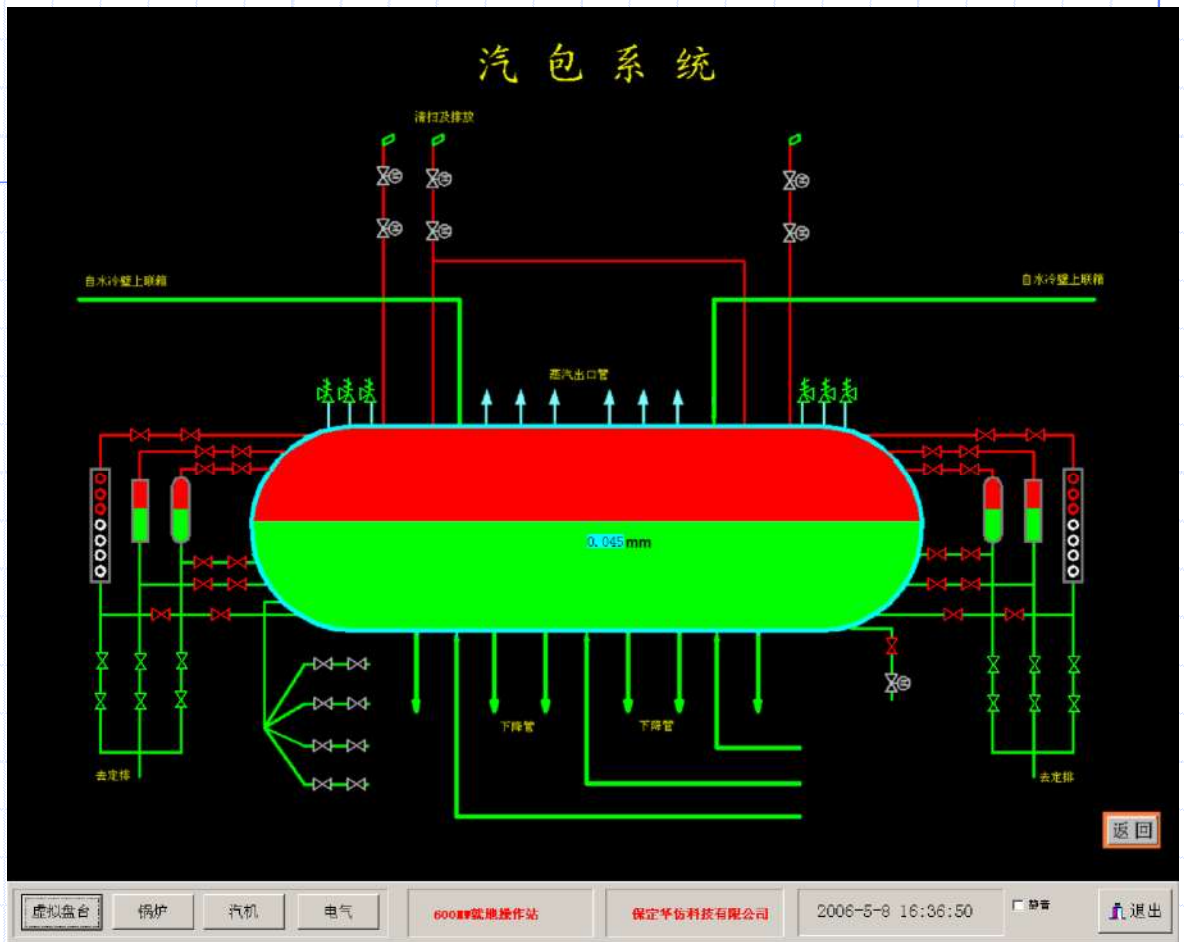 汽包系统
清扫及排放
自水冷壁上联箱
自水冷壁上联箱
蒸汽出口管
0.045mm
下降管
下降管
去定排
去定排
返回
虚拟盘台
锅炉
汽机
电气
600MW就地操作站
保定华仿科技有限公司
2006-5-8 16:36:50
静音
退出